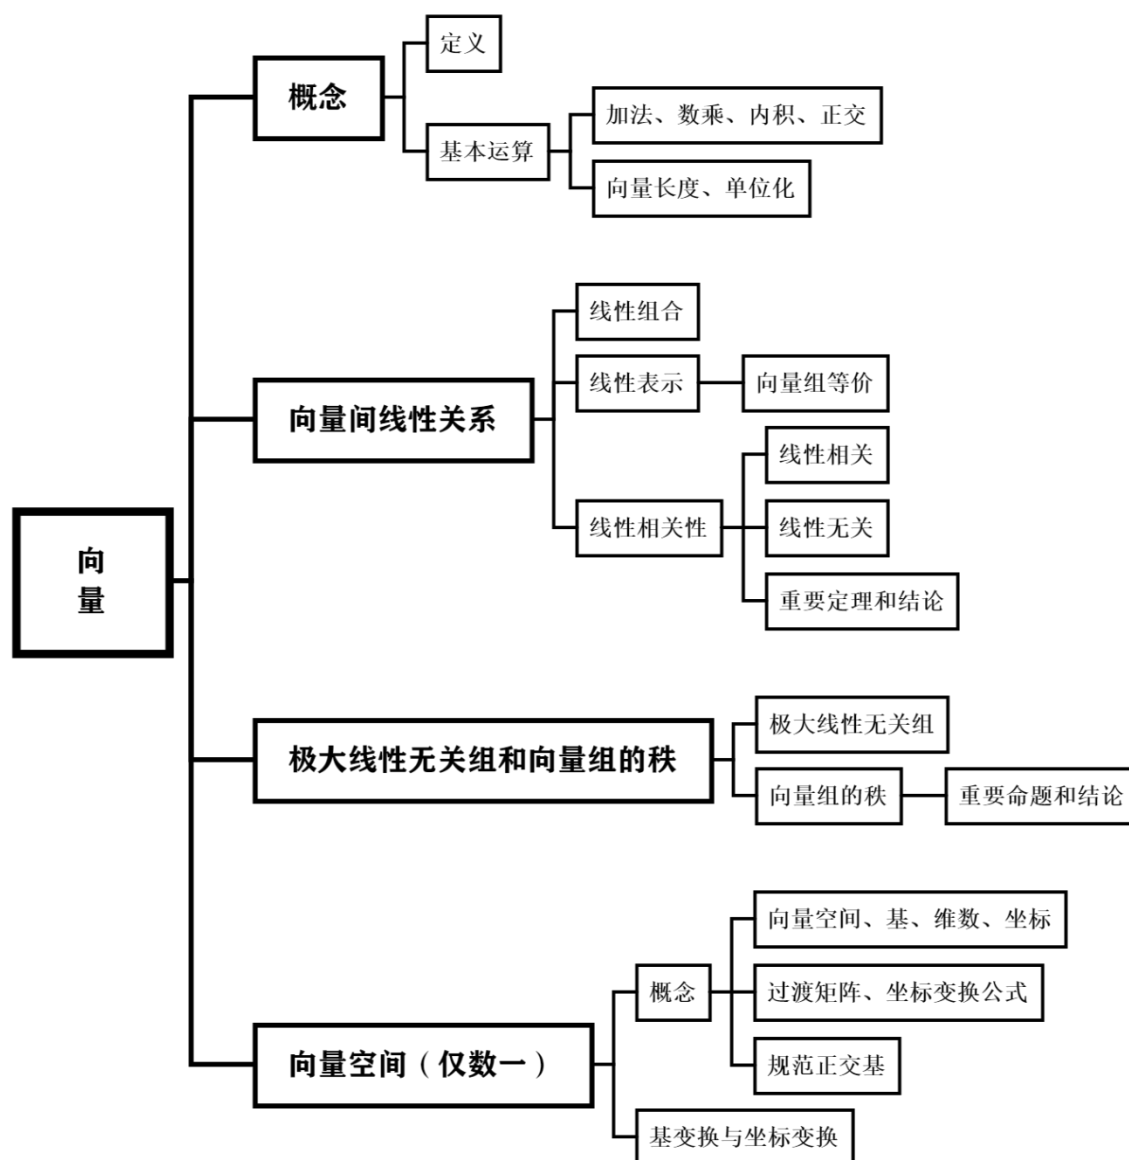 定义
概念
加法、数乘、内积、正交
基本运算
向量长度、单位化
线性组合
线性表示
向量组等价
向量间线性关系
线性相关
线性相关性
线性无关
重要定理和结论
向
量
极大线性无关组
极大线性无关组和向量组的秩
向量组的秩
重要命题和结论
向量空间、基、维数、坐标
概念
过渡矩阵、坐标变换公式
规范正交基
向量空间（仅数一）
基变换与坐标变换